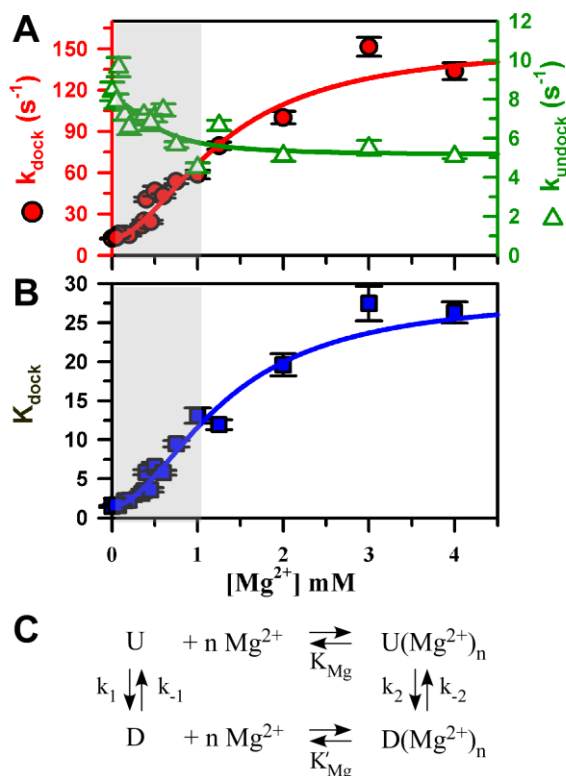 A
B
C
k_dock (s⁻¹)
150
120
90
60
30
0
12
10
8
6
4
2
0
k_undock (s⁻¹)
K_dock
30
25
20
15
10
5
0
0 1 2 3 4
[Mg²⁺] mM
U + n Mg²⁺ U(Mg²⁺)ₙ
K_Mg
k₁ k₋₁ k₂ k₋₂
D + n Mg²⁺ D(Mg²⁺)ₙ
K′_Mg